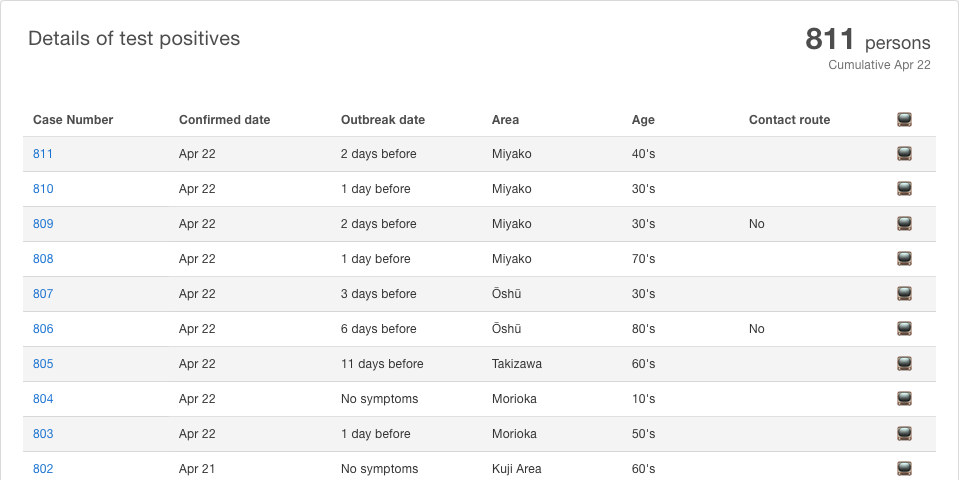 Details of test positives
811 persons
Cumulative Apr 22
Case Number Confirmed date Outbreak date Area Age Contact route
811 Apr 22 2 days before Miyako 40's
810 Apr 22 1 day before Miyako 30's
809 Apr 22 2 days before Miyako 30's No
808 Apr 22 1 day before Miyako 70's
807 Apr 22 3 days before Ōshū 30's
806 Apr 22 6 days before Ōshū 80's No
805 Apr 22 11 days before Takizawa 60's
804 Apr 22 No symptoms Morioka 10's
803 Apr 22 1 day before Morioka 50's
802 Apr 21 No symptoms Kuji Area 60's